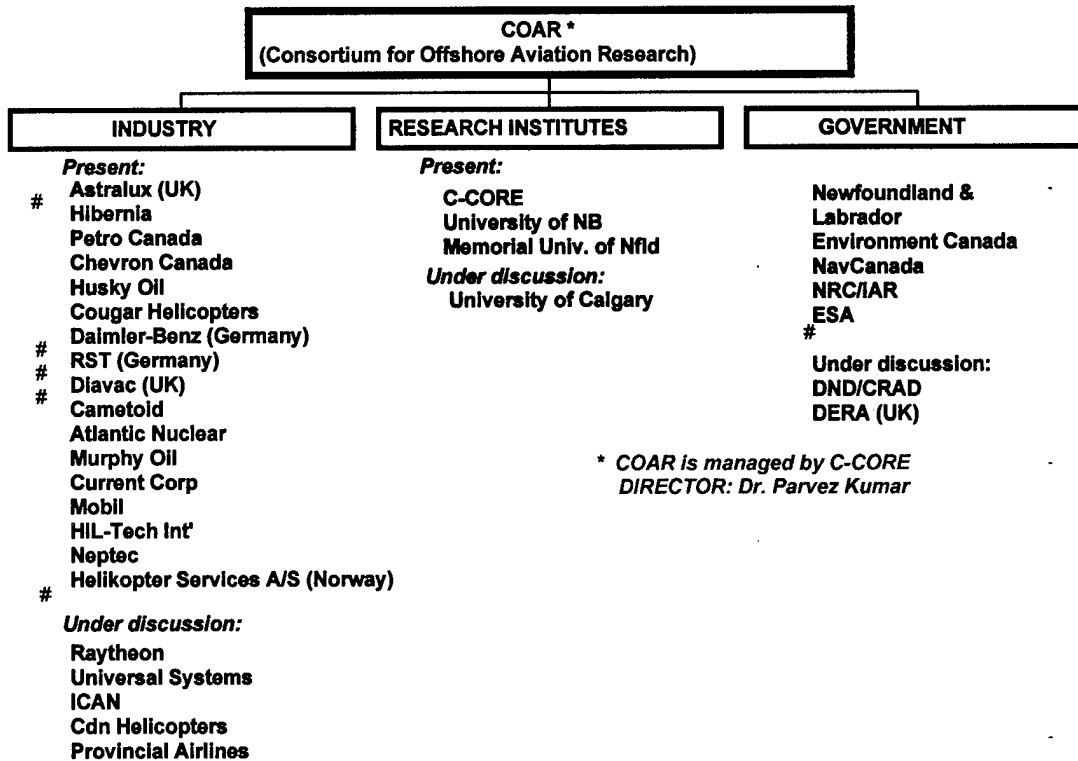 COAR *
(Consortium for Offshore Aviation Research)
INDUSTRY
Present:
# Astralux (UK)
Hibernia
Petro Canada
Chevron Canada
Husky Oil
Cougar Helicopters
Daimler-Benz (Germany)
# RST (Germany)
# Diavac (UK)
# Cametoid
Atlantic Nuclear
Murphy Oil
Current Corp
Mobil
HIL-Tech Int'
Neptec
Helikopter Services A/S (Norway)
#
Under discussion:
Raytheon
Universal Systems
ICAN
Cdn Helicopters
Provincial Airlines
RESEARCH INSTITUTES
Present:
C-CORE
University of NB
Memorial Univ. of Nfld
Under discussion:
University of Calgary
GOVERNMENT
Newfoundland &
Labrador
Environment Canada
NavCanada
NRC/IAR
ESA
#
Under discussion:
DND/CRAD
DERA (UK)
* COAR is managed by C-CORE
DIRECTOR: Dr. Parvez Kumar